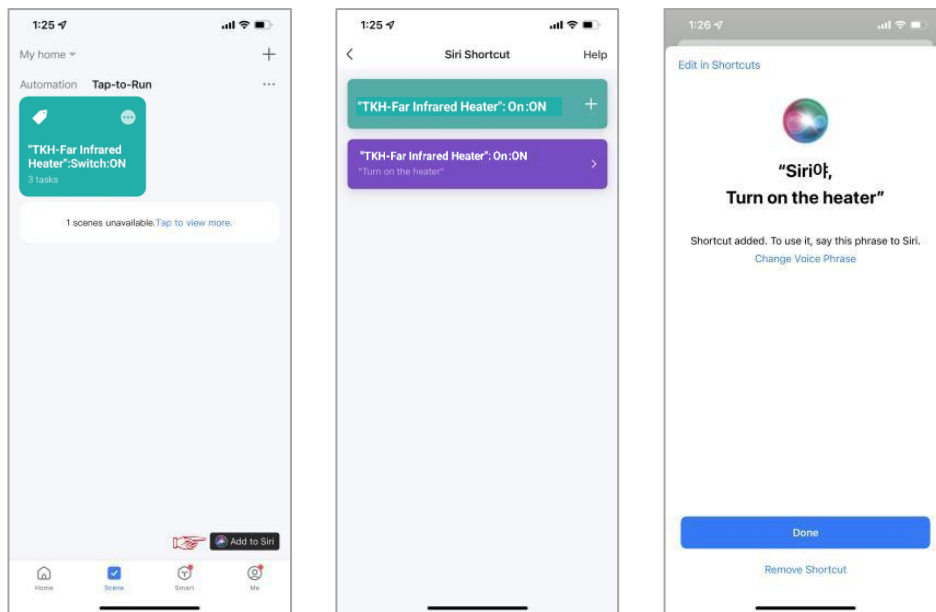 1:25
My home
Automation Tap-to-Run
"TKH-Far Infrared
Heater":Switch:ON
3 tasks
1 scenes unavailable.Tap to view more.
Add to Siri
Home Scene Smart Me
1:25
Siri Shortcut Help
"TKH-Far Infrared Heater": On:ON
"TKH-Far Infrared Heater": On:ON
"Turn on the heater"
1:26
Edit in Shortcuts
“Siri야,
Turn on the heater”
Shortcut added. To use it, say this phrase to Siri.
Change Voice Phrase
Done
Remove Shortcut